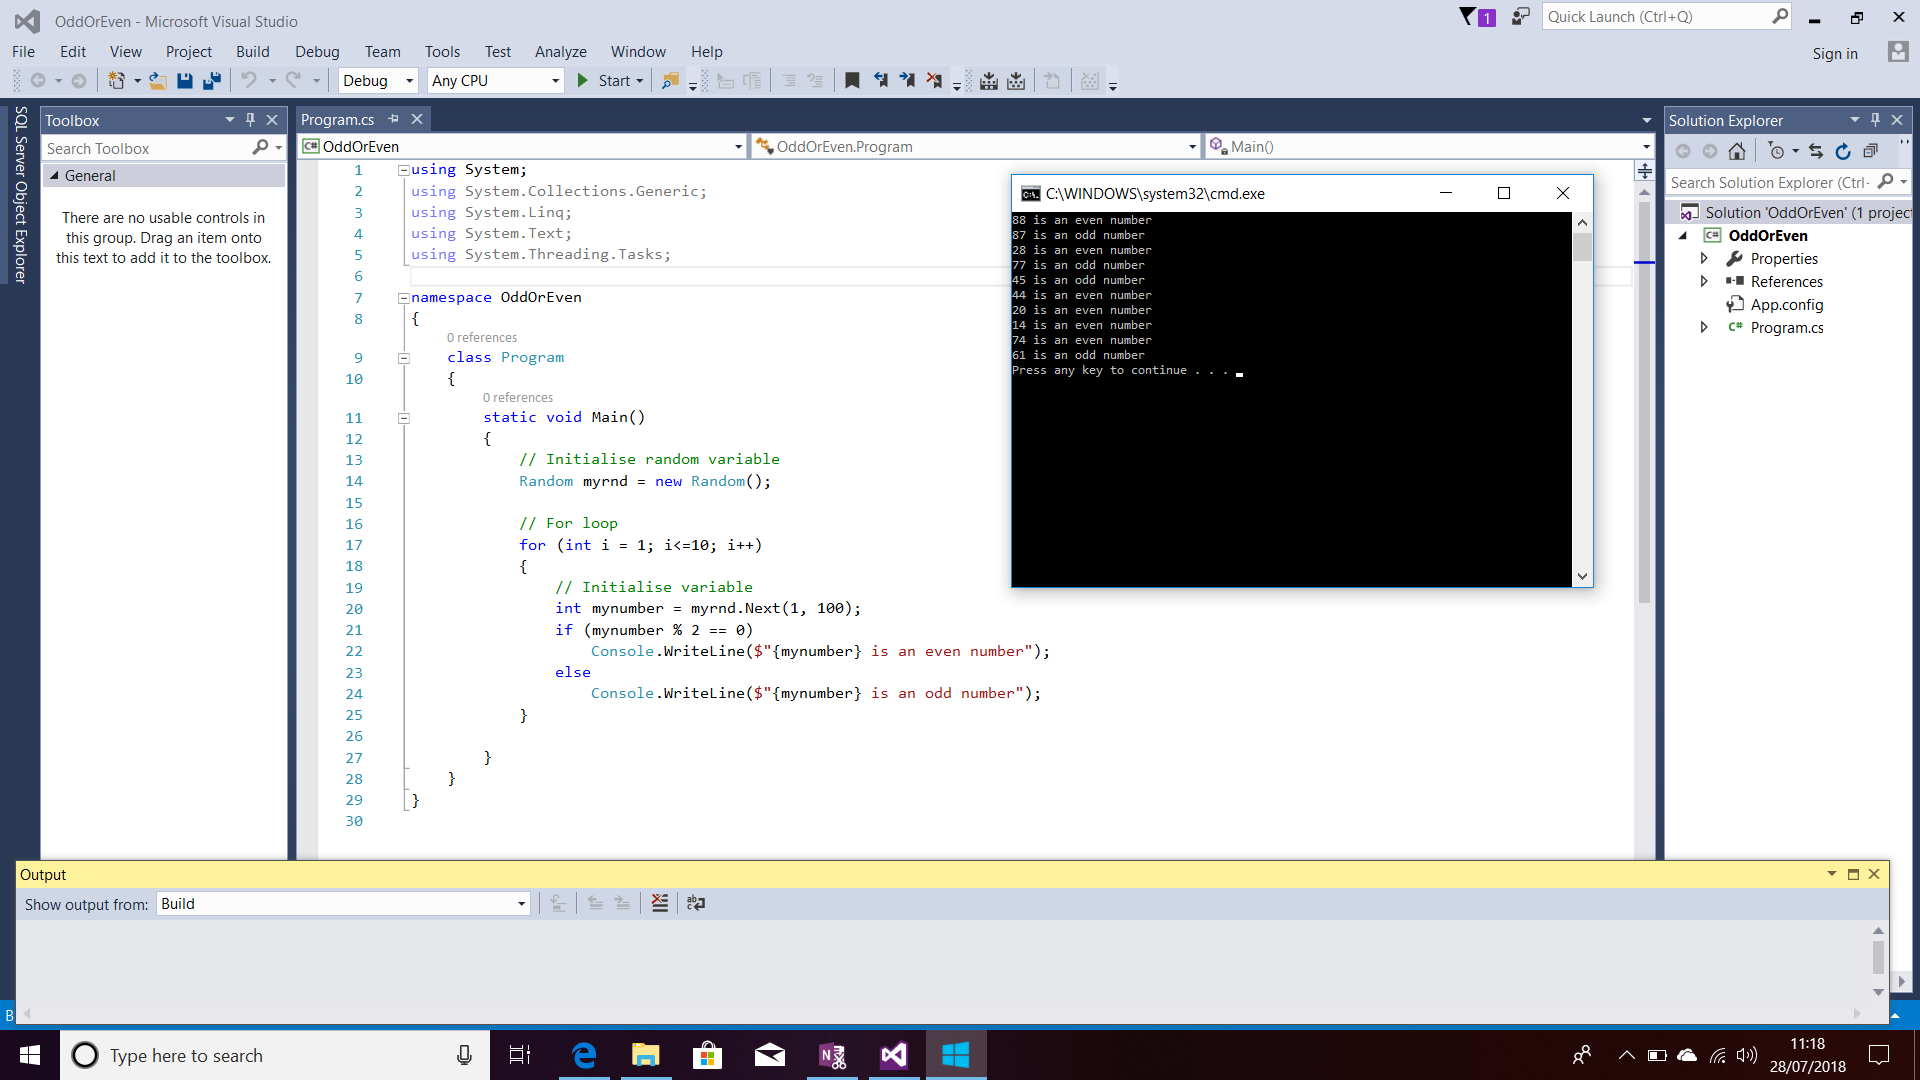 OddOrEven - Microsoft Visual Studio
1
Quick Launch (Ctrl+Q)
File Edit View Project Build Debug Team Tools Test Analyze Window Help
Sign in
Debug Any CPU Start
SQL Server Object Explorer
Toolbox
Search Toolbox
General
There are no usable controls in
this group. Drag an item onto
this text to add it to the toolbox.
Program.cs
OddOrEven OddOrEven.Program Main()
1 using System;
2 using System.Collections.Generic;
3 using System.Linq;
4 using System.Text;
5 using System.Threading.Tasks;
6
7 namespace OddOrEven
8 {
0 references
9 class Program
10 {
0 references
11 static void Main()
12 {
13 // Initialise random variable
14 Random myrnd = new Random();
15
16 // For loop
17 for (int i = 1; i<=10; i++)
18 {
19 // Initialise variable
20 int mynumber = myrnd.Next(1, 100);
21 if (mynumber % 2 == 0)
22 Console.WriteLine($"{mynumber} is an even number");
23 else
24 Console.WriteLine($"{mynumber} is an odd number");
25 }
26
27 }
28 }
29 }
30
C:\WINDOWS\system32\cmd.exe
88 is an even number
87 is an odd number
28 is an even number
77 is an odd number
45 is an odd number
44 is an even number
20 is an even number
14 is an even number
74 is an even number
61 is an odd number
Press any key to continue . . .
Solution Explorer
Search Solution Explorer (Ctrl-
Solution 'OddOrEven' (1 project
OddOrEven
Properties
References
App.config
Program.cs
Output
Show output from: Build
B
Type here to search
11:18
28/07/2018